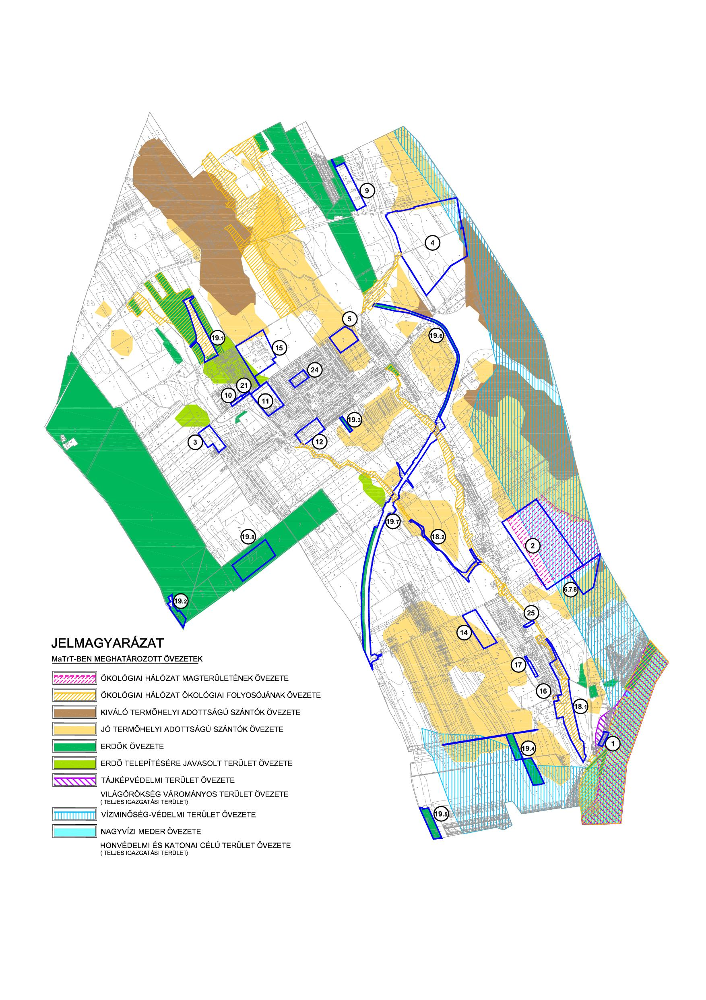 9
4
5
19.6
19.1
15
24
21
10
11
19.3
3
12
19.7
19.8
18.2
2
6,7,8
19.2
25
14
17
16
18.1
1
19.4
19.5
JELMAGYARÁZAT
MaTrT-BEN MEGHATÁROZOTT ÖVEZETEK
ÖKOLÓGIAI HÁLÓZAT MAGTERÜLETÉNEK ÖVEZETE
ÖKOLÓGIAI HÁLÓZAT ÖKOLÓGIAI FOLYOSÓJÁNAK ÖVEZETE
KIVÁLÓ TERMŐHELYI ADOTTSÁGÚ SZÁNTÓK ÖVEZETE
JÓ TERMŐHELYI ADOTTSÁGÚ SZÁNTÓK ÖVEZETE
ERDŐK ÖVEZETE
ERDŐ TELEPÍTÉSÉRE JAVASOLT TERÜLET ÖVEZETE
TÁJKÉPVÉDELMI TERÜLET ÖVEZETE
VILÁGÖRÖKSÉG VÁROMÁNYOS TERÜLET ÖVEZETE
( TELJES IGAZGATÁSI TERÜLET)
VÍZMINŐSÉG-VÉDELMI TERÜLET ÖVEZETE
NAGYVÍZI MEDER ÖVEZETE
HONVÉDELMI ÉS KATONAI CÉLÚ TERÜLET ÖVEZETE
( TELJES IGAZGATÁSI TERÜLET)